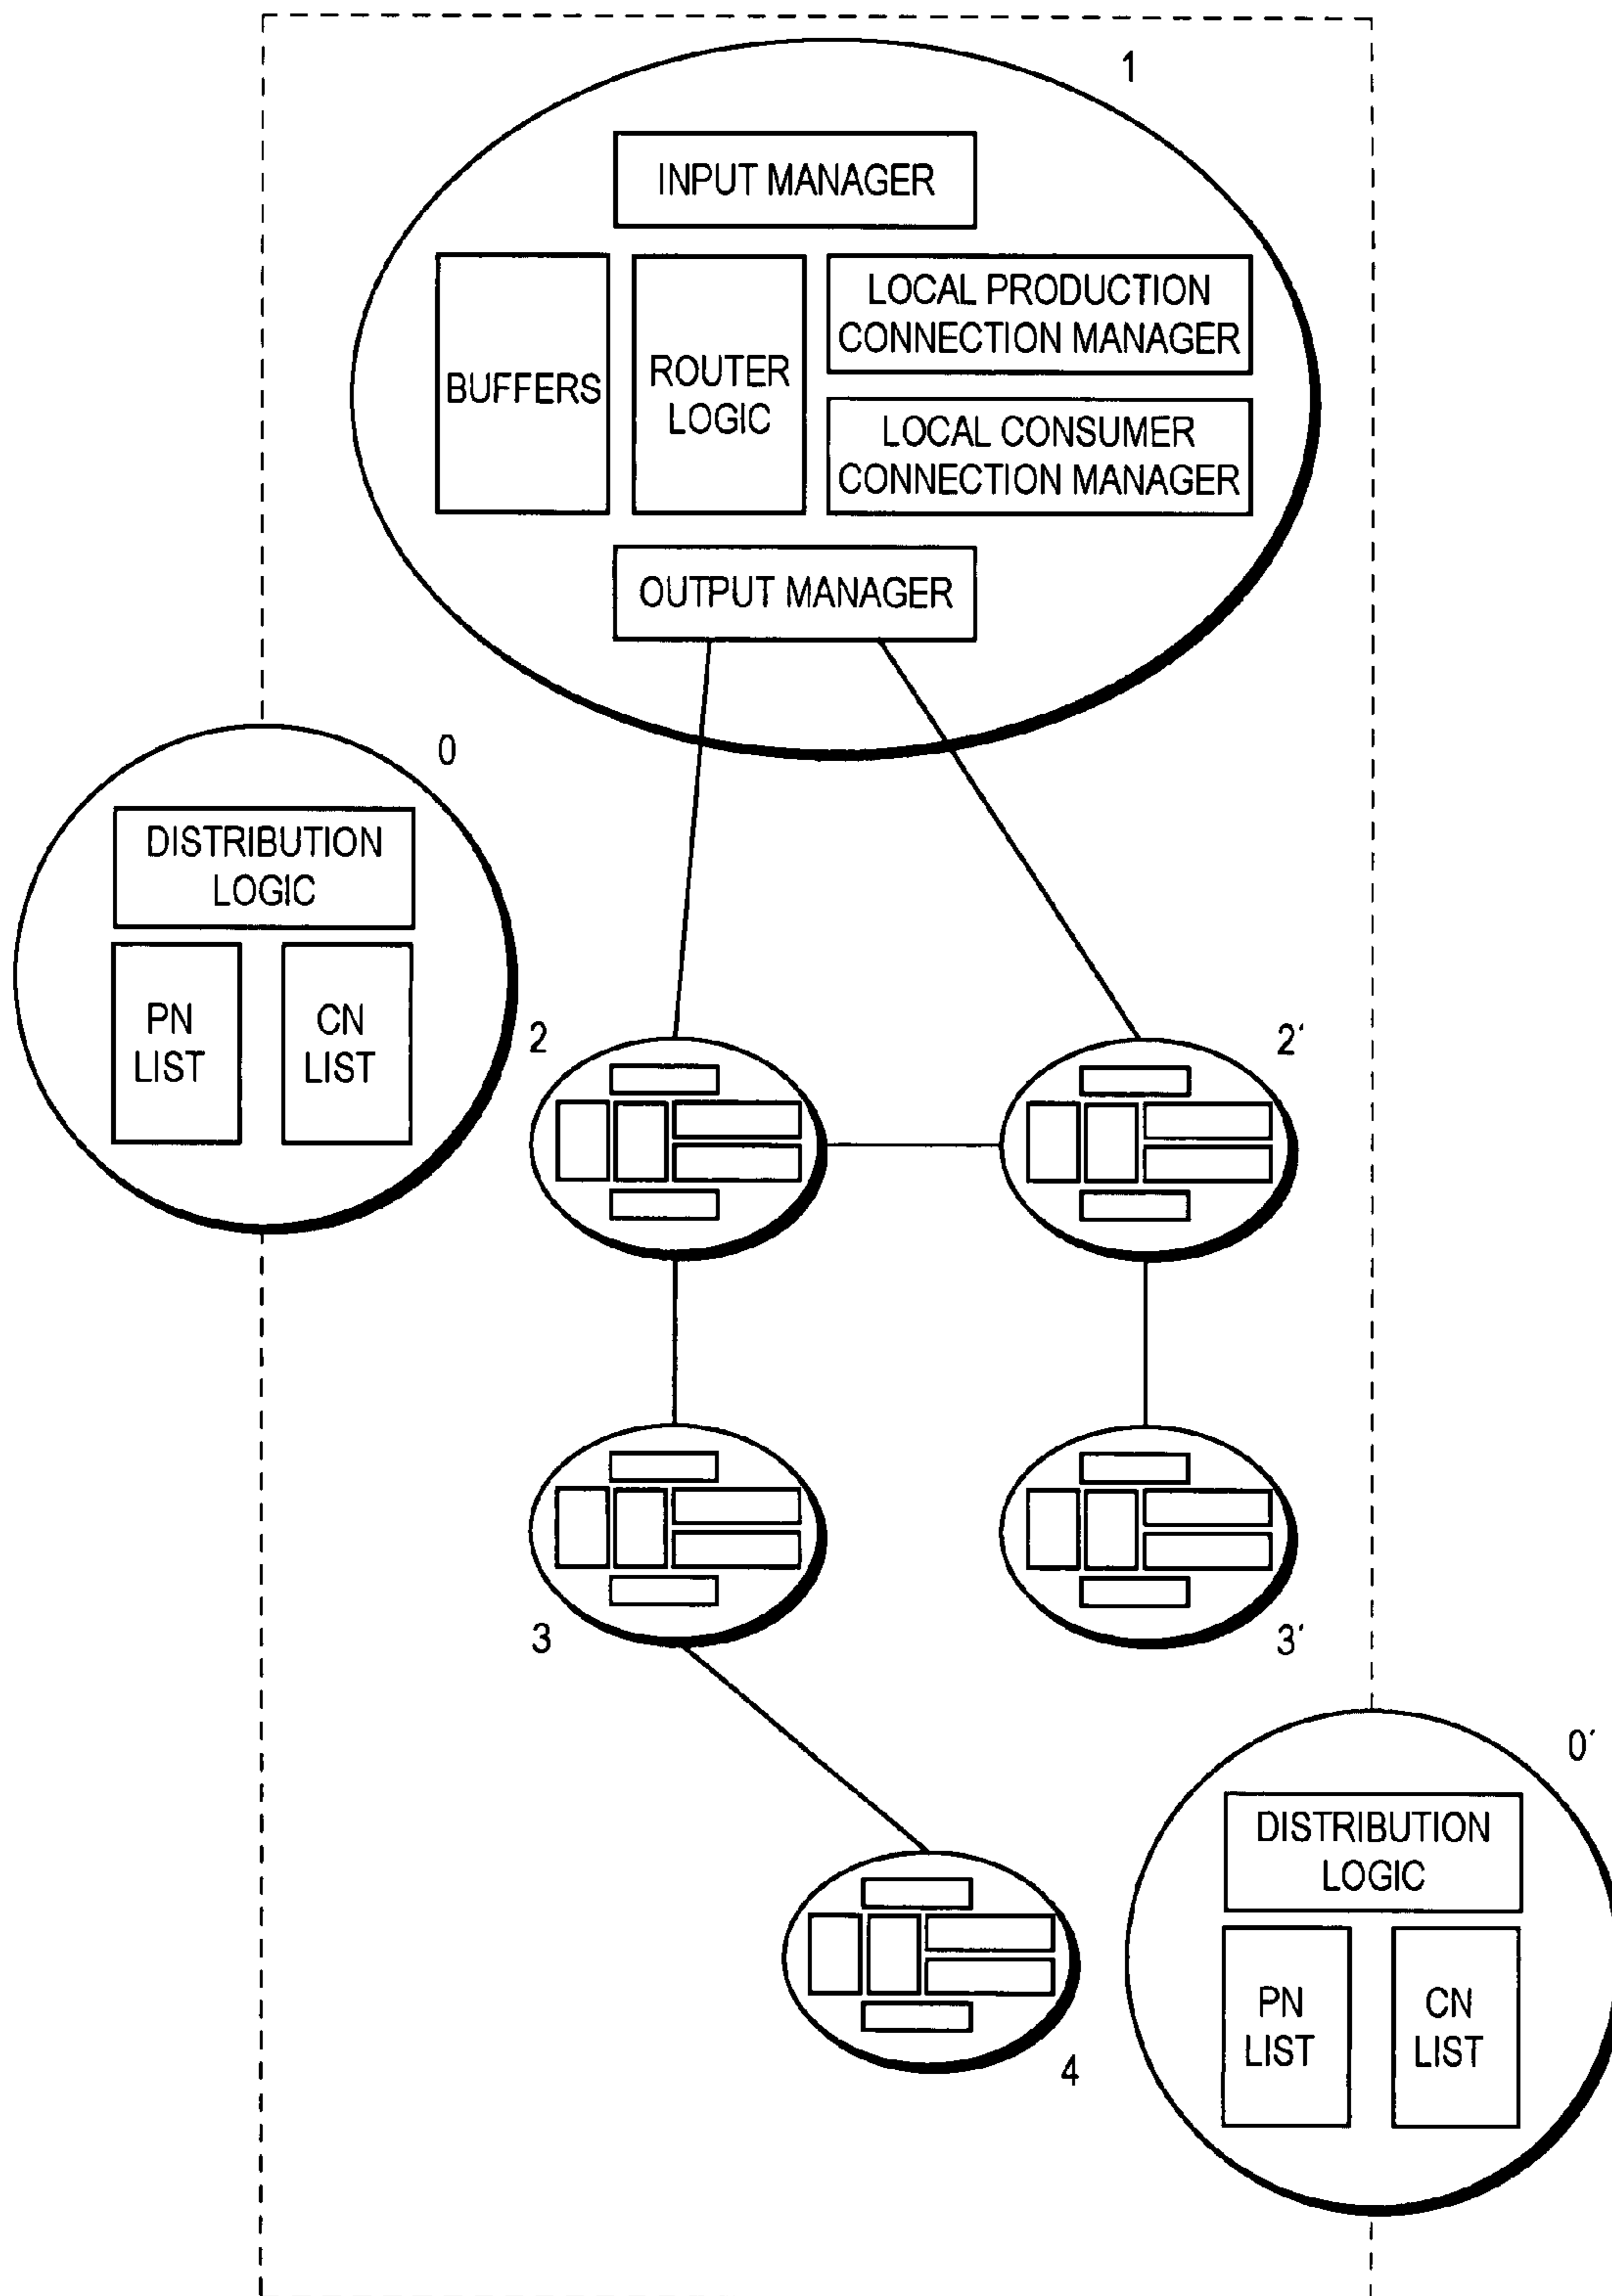 1
INPUT MANAGER
BUFFERS
ROUTER
LOGIC
LOCAL PRODUCTION
CONNECTION MANAGER
LOCAL CONSUMER
CONNECTION MANAGER
OUTPUT MANAGER
0
DISTRIBUTION
LOGIC
PN
LIST
CN
LIST
2
2'
3
3'
4
0'
DISTRIBUTION
LOGIC
PN
LIST
CN
LIST